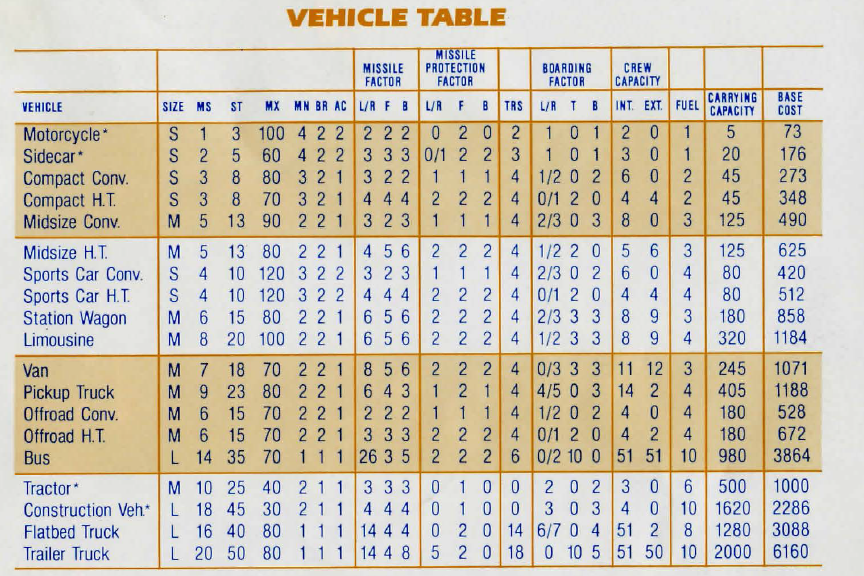 VEHICLE TABLE
MISSILE FACTOR MISSILE PROTECTION FACTOR BOARDING FACTOR CREW CAPACITY
VEHICLE SIZE MS ST MX MN BR AC L/R F B L/R F B TRS L/R T B INT. EXT. FUEL CARRYING CAPACITY BASE COST
Motorcycle* S 1 3 100 4 2 2 2 2 2 0 2 0 2 1 0 1 2 0 1 5 73
Sidecar* S 2 5 60 4 2 2 3 3 3 0/1 2 2 3 1 0 1 3 0 1 20 176
Compact Conv. S 3 8 80 3 2 1 3 2 2 1 1 1 4 1/2 0 2 6 0 2 45 273
Compact H.T. S 3 8 70 3 2 1 4 4 4 2 2 2 4 0/1 2 0 4 4 2 45 348
Midsize Conv. M 5 13 90 2 2 1 3 2 3 1 1 1 4 2/3 0 3 8 0 3 125 490
Midsize H.T. M 5 13 80 2 2 1 4 5 6 2 2 2 4 1/2 2 0 5 6 3 125 625
Sports Car Conv. S 4 10 120 3 2 2 3 2 3 1 1 1 4 2/3 0 2 6 0 4 80 420
Sports Car H.T. S 4 10 120 3 2 2 4 4 4 2 2 2 4 0/1 2 0 4 4 4 80 512
Station Wagon M 6 15 80 2 2 1 6 5 6 2 2 2 4 2/3 3 3 8 9 3 180 858
Limousine M 8 20 100 2 2 1 6 5 6 2 2 2 4 1/2 3 3 8 9 4 320 1184
Van M 7 18 70 2 2 1 8 5 6 2 2 2 4 0/3 3 3 11 12 3 245 1071
Pickup Truck M 9 23 80 2 2 1 6 4 3 1 2 1 4 4/5 0 3 14 2 4 405 1188
Offroad Conv. M 6 15 70 2 2 1 2 2 2 1 1 1 4 1/2 0 2 4 0 4 180 528
Offroad H.T. M 6 15 70 2 2 1 3 3 3 2 2 2 4 0/1 2 0 4 2 4 180 672
Bus L 14 35 70 1 1 1 26 3 5 2 2 2 6 0/2 10 0 51 51 10 980 3864
Tractor* M 10 25 40 2 1 1 3 3 3 0 1 0 0 2 0 2 3 0 6 500 1000
Construction Veh.* L 18 45 30 2 1 1 4 4 4 0 1 0 0 3 0 3 4 0 10 1620 2286
Flatbed Truck L 16 40 80 1 1 1 14 4 4 0 2 0 14 6/7 0 4 51 2 8 1280 3088
Trailer Truck L 20 50 80 1 1 1 14 4 8 5 2 0 18 0 10 5 51 50 10 2000 6160